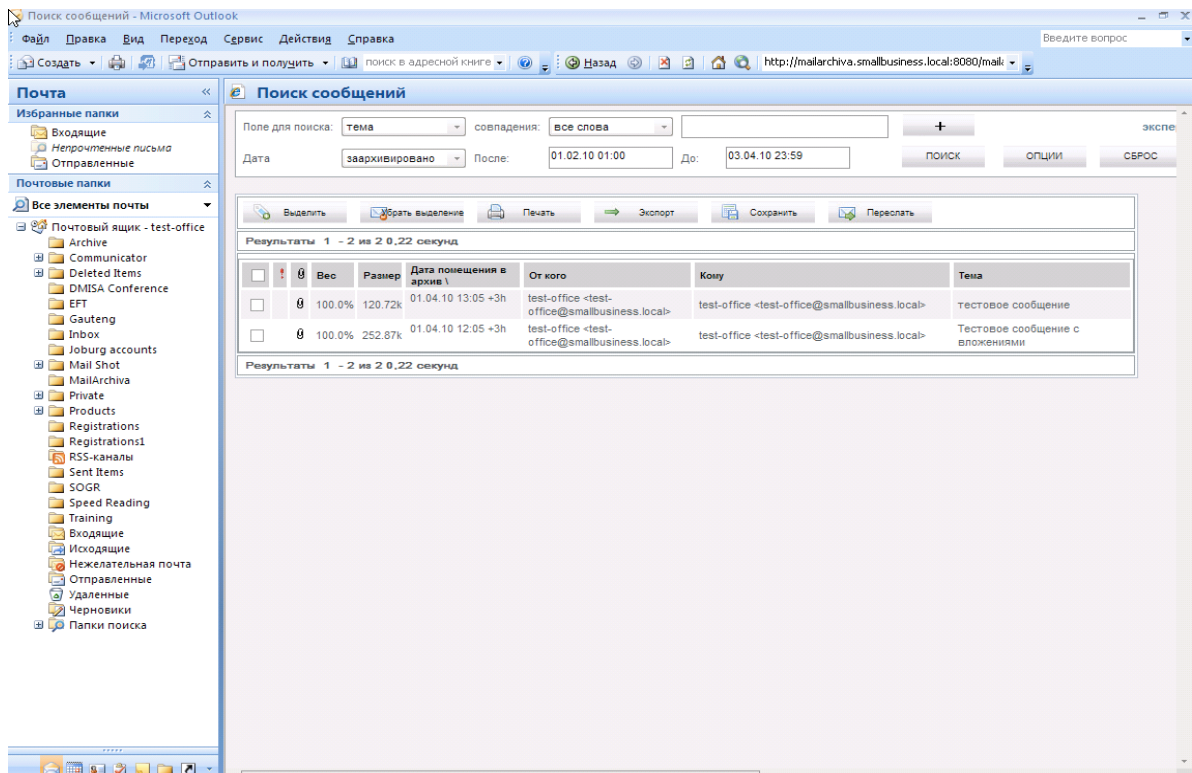 Поиск сообщений - Microsoft Outlook
Файл Правка Вид Переход Сервис Действия Справка
Введите вопрос
Создать Отправить и получить поиск в адресной книге Назад http://mailarchiva.smallbusiness.local:8080/mail
Почта «
Поиск сообщений
Избранные папки
Входящие
Непрочтенные письма
Отправленные
Почтовые папки
Все элементы почты
Почтовый ящик - test-office
Archive
Communicator
Deleted Items
DMISA Conference
EFT
Gauteng
Inbox
Joburg accounts
Mail Shot
MailArchiva
Private
Products
Registrations
Registrations1
RSS-каналы
Sent Items
SOGR
Speed Reading
Training
Входящие
Исходящие
Нежелательная почта
Отправленные
Удаленные
Черновики
Папки поиска
Поле для поиска: тема совпадения: все слова + экспе
Дата заархивировано После: 01.02.10 01:00 До: 03.04.10 23:59 ПОИСК ОПЦИИ СБРОС
Выделить Убрать выделение Печать Экпорт Сохранить Переслать
Результаты 1 - 2 из 2 0,22 секунд
! Вес Размер Дата помещения в архив \ От кого Кому Тема
100.0% 120.72k 01.04.10 13:05 +3h test-office <test-office@smallbusiness.local> test-office <test-office@smallbusiness.local> тестовое сообщение
100.0% 252.87k 01.04.10 12:05 +3h test-office <test-office@smallbusiness.local> test-office <test-office@smallbusiness.local> Тестовое сообщение с вложениями
Результаты 1 - 2 из 2 0,22 секунд